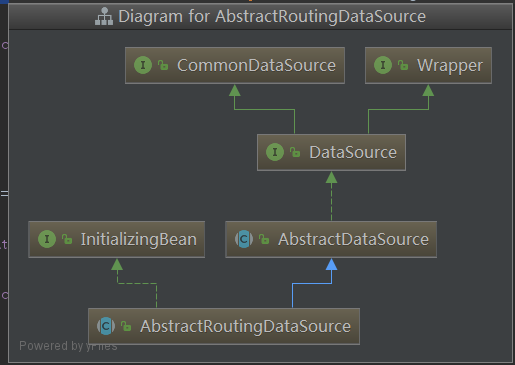 Diagram for AbstractRoutingDataSource
I CommonDataSource
I Wrapper
I DataSource
I InitializingBean
C AbstractDataSource
C AbstractRoutingDataSource
Powered by yFiles